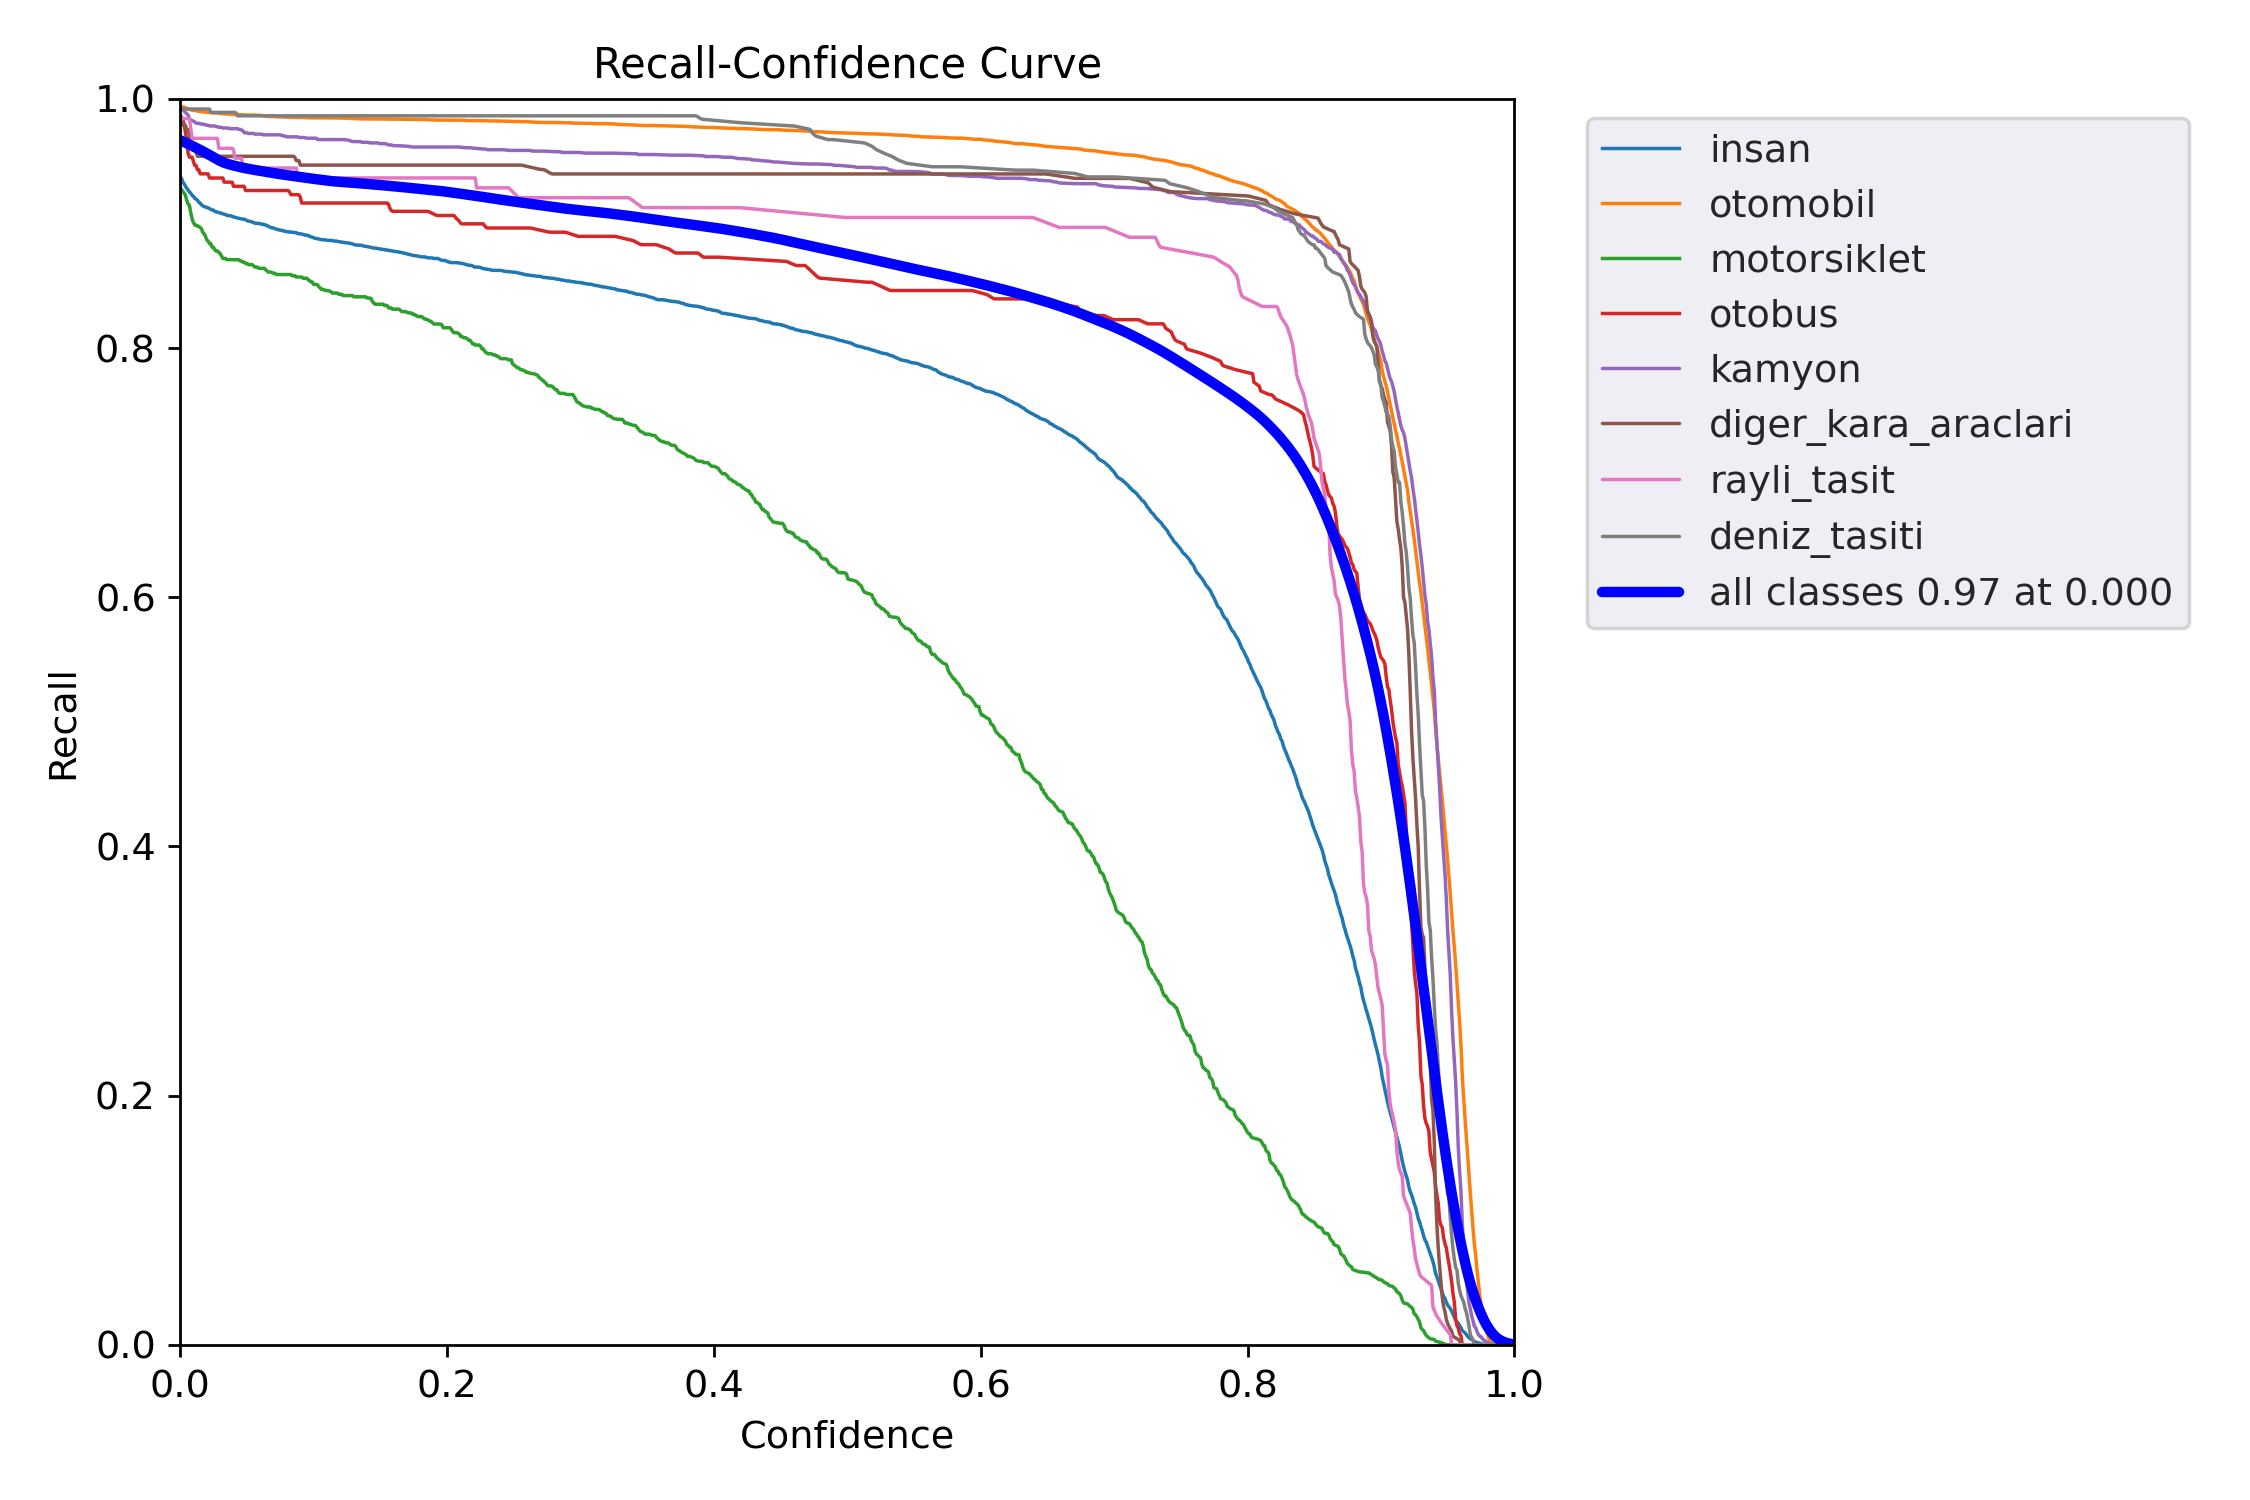 Recall-Confidence Curve
1.0
0.8
0.6
0.4
0.2
0.0
Recall
0.0 0.2 0.4 0.6 0.8 1.0
Confidence
insan
otomobil
motorsiklet
otobus
kamyon
diger_kara_araclari
rayli_tasit
deniz_tasiti
all classes 0.97 at 0.000